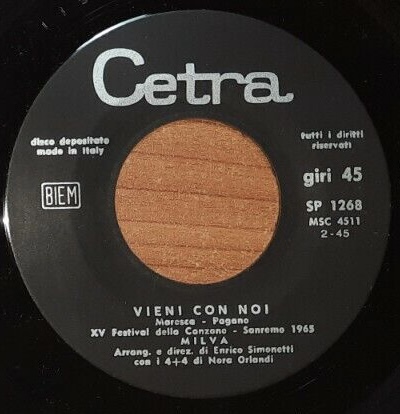 Cetra
disco depositato
made in Italy
tutti i diritti
riservati
BIEM
giri 45
SP 1268
MSC 4511
2-45
VIENI CON NOI
Maresca - Pagano
XV Festival della Canzone - Sanremo 1965
MILVA
Arrang. e direz. di Enrico Simonetti
con i 4+4 di Nora Orlandi